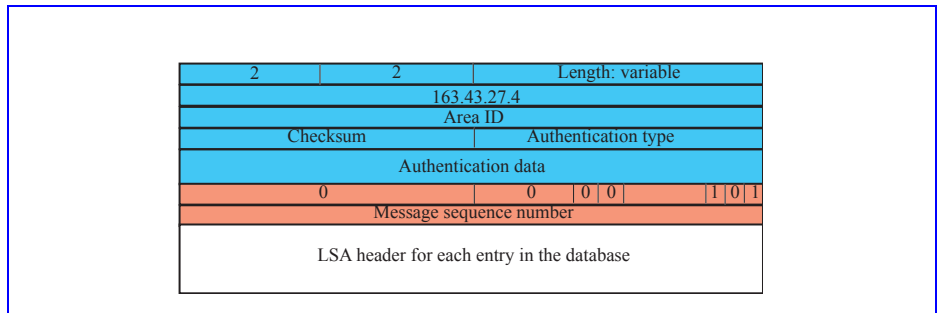 2 2 Length: variable
163.43.27.4
Area ID
Checksum Authentication type
Authentication data
0 0 0 0 1 0 1
Message sequence number
LSA header for each entry in the database